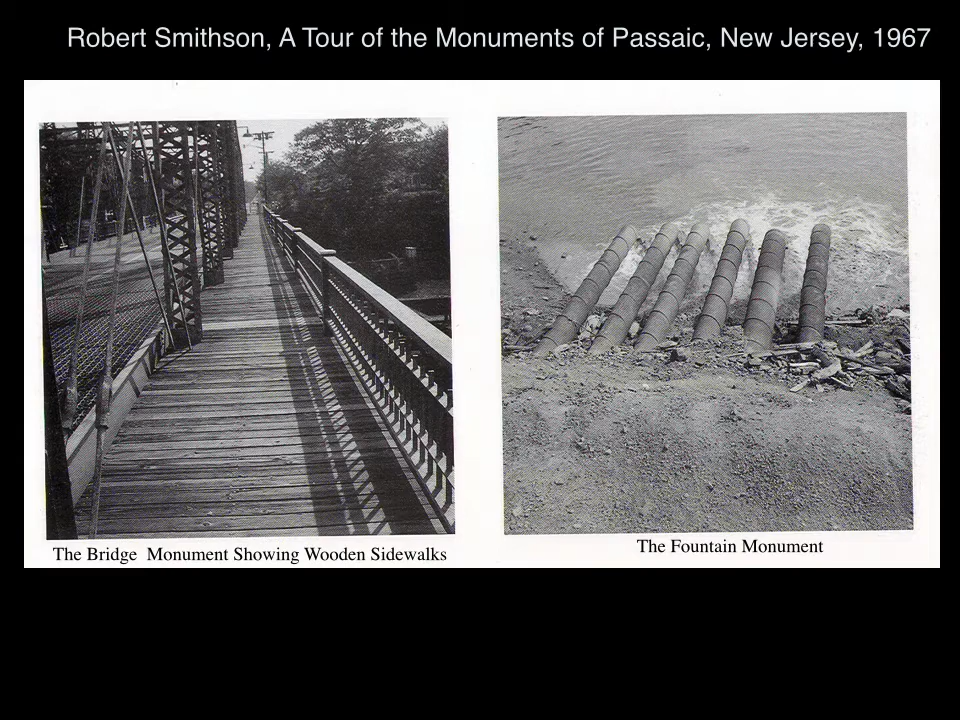 Robert Smithson, A Tour of the Monuments of Passaic, New Jersey, 1967
The Bridge Monument Showing Wooden Sidewalks
The Fountain Monument